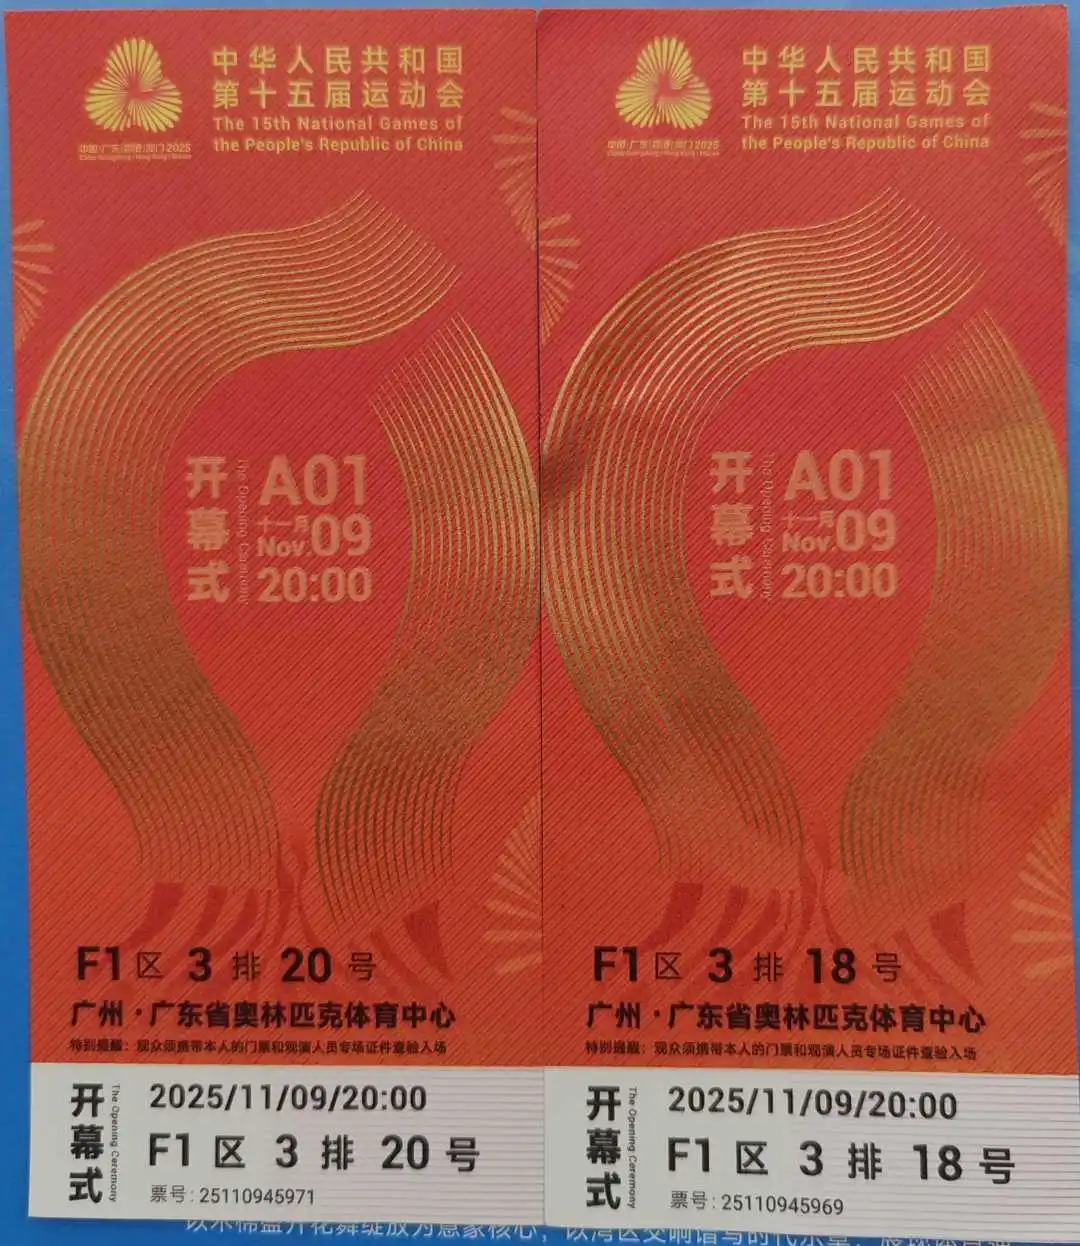 中华人民共和国
第十五届运动会
The 15th National Games of
the People's Republic of China
开幕式
The Opening Ceremony
A01
十一月
Nov.09
20:00
F1区 3排 20号
广州·广东省奥林匹克体育中心
特别提醒：观众须携带本人的门票和观演人员专场证件查验入场
开幕式
The Opening Ceremony
2025/11/09/20:00
F1区 3排 20号
票号:25110945971
中华人民共和国
第十五届运动会
The 15th National Games of
the People's Republic of China
开幕式
The Opening Ceremony
A01
十一月
Nov.09
20:00
F1区 3排 18号
广州·广东省奥林匹克体育中心
特别提醒：观众须携带本人的门票和观演人员专场证件查验入场
开幕式
The Opening Ceremony
2025/11/09/20:00
F1区 3排 18号
票号:25110945969